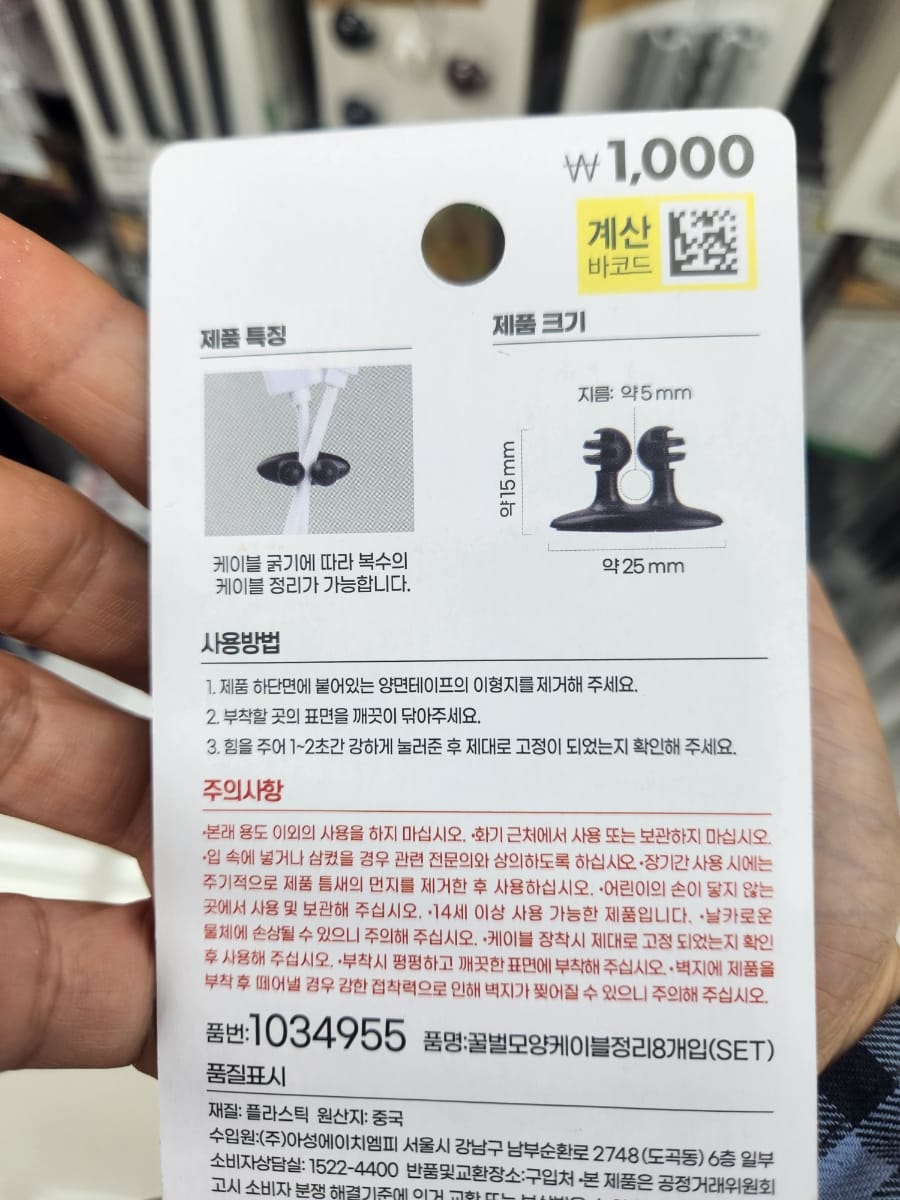 ₩1,000
계산
바코드
제품 특징
제품 크기
지름: 약 5 mm
약 15 mm
약 25 mm
케이블 굵기에 따라 복수의
케이블 정리가 가능합니다.
사용방법
1. 제품 하단면에 붙어있는 양면테이프의 이형지를 제거해 주세요.
2. 부착할 곳의 표면을 깨끗이 닦아주세요.
3. 힘을 주어 1~2초간 강하게 눌러준 후 제대로 고정이 되었는지 확인해 주세요.
주의사항
•본래 용도 이외의 사용을 하지 마십시오. •화기 근처에서 사용 또는 보관하지 마십시오.
•입 속에 넣거나 삼켰을 경우 관련 전문의와 상의하도록 하십시오. •장기간 사용 시에는
주기적으로 제품 틈새의 먼지를 제거한 후 사용하십시오. •어린이의 손이 닿지 않는
곳에서 사용 및 보관해 주십시오. •14세 이상 사용 가능한 제품입니다. •날카로운
물체에 손상될 수 있으니 주의해 주십시오. •케이블 장착시 제대로 고정 되었는지 확인
후 사용해 주십시오. •부착시 평평하고 깨끗한 표면에 부착해 주십시오. •벽지에 제품을
부착 후 떼어낼 경우 강한 접착력으로 인해 벽지가 찢어질 수 있으니 주의해 주십시오.
품번:1034955 품명:꿀벌모양케이블정리8개입(SET)
품질표시
재질: 플라스틱 원산지: 중국
수입원:(주)아성에이치엠피 서울시 강남구 남부순환로 2748 (도곡동) 6층 일부
소비자상담실: 1522-4400 반품및교환장소:구입처 •본 제품은 공정거래위원회
고시 소비자 분쟁 해결기준에 의거 교환 또는